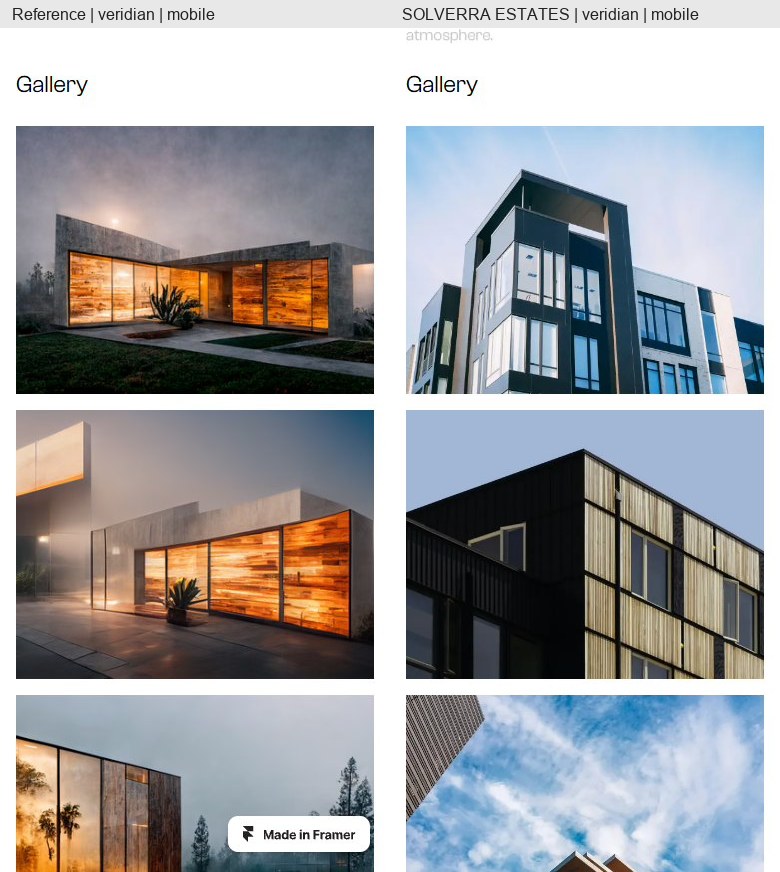 Reference | veridian | mobile
SOLVERRA ESTATES | veridian | mobile
atmosphere.
Gallery
Gallery
Made in Framer